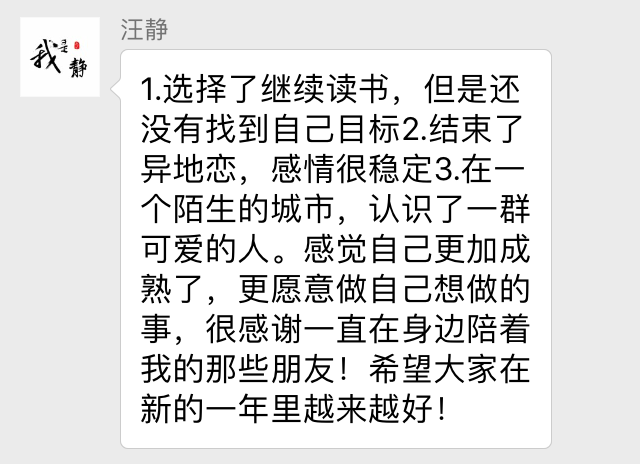 我是静
汪静
1.选择了继续读书，但是还
没有找到自己目标2.结束了
异地恋，感情很稳定3.在一
个陌生的城市，认识了一群
可爱的人。感觉自己更加成
熟了，更愿意做自己想做的
事，很感谢一直在身边陪着
我的那些朋友！希望大家在
新的一年里越来越好！